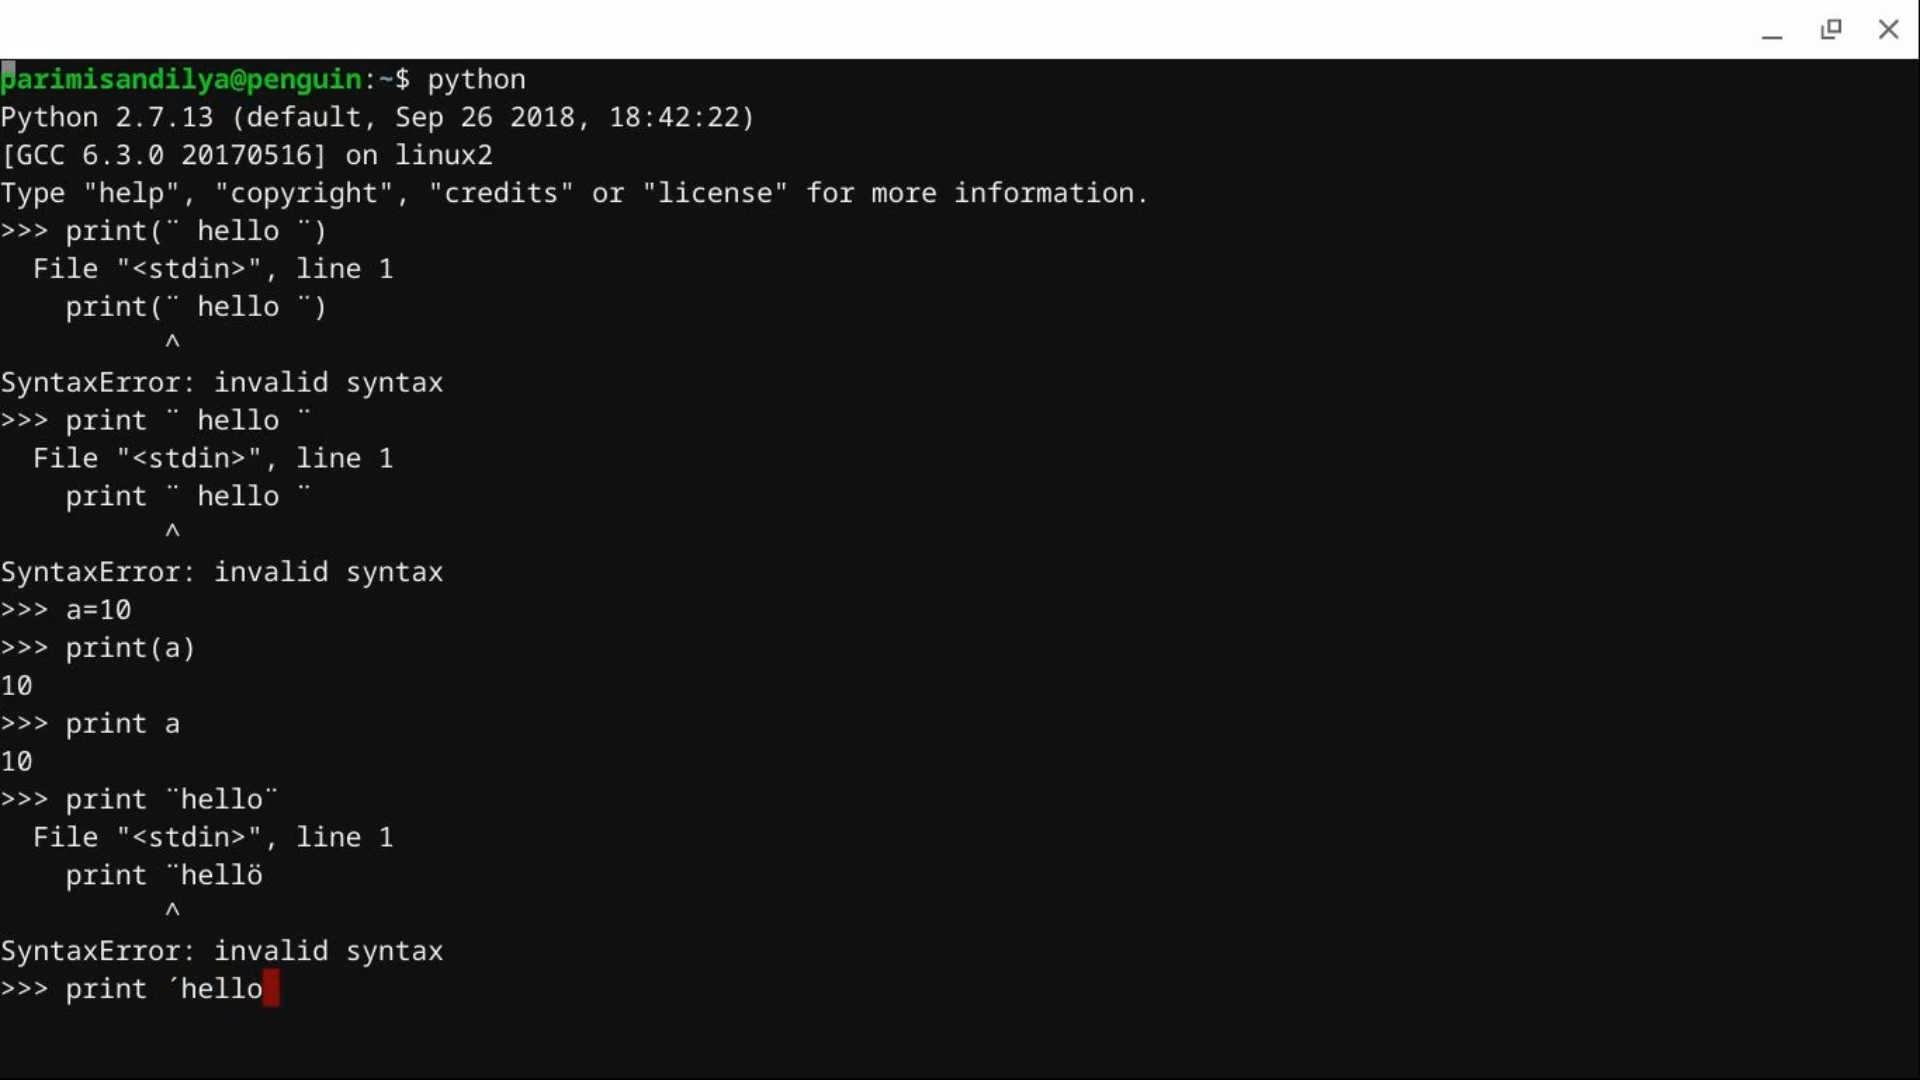 parimisandilya@penguin:~$ python
Python 2.7.13 (default, Sep 26 2018, 18:42:22)
[GCC 6.3.0 20170516] on linux2
Type "help", "copyright", "credits" or "license" for more information.
>>> print(¨ hello ¨)
  File "<stdin>", line 1
    print(¨ hello ¨)
          ^
SyntaxError: invalid syntax
>>> print ¨ hello ¨
  File "<stdin>", line 1
    print ¨ hello ¨
          ^
SyntaxError: invalid syntax
>>> a=10
>>> print(a)
10
>>> print a
10
>>> print ¨hello¨
  File "<stdin>", line 1
    print ¨hellö
          ^
SyntaxError: invalid syntax
>>> print ´hello